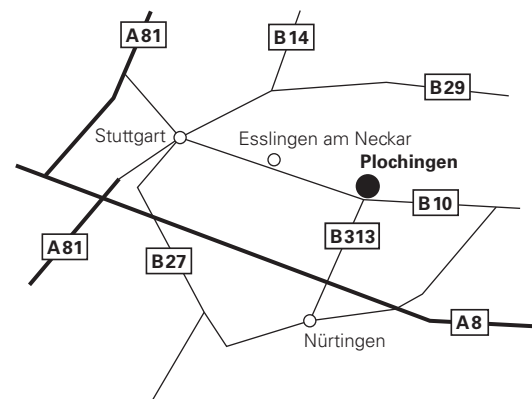 A81
B14
B29
Stuttgart
Esslingen am Neckar
Plochingen
B10
B313
A81
B27
A8
Nürtingen